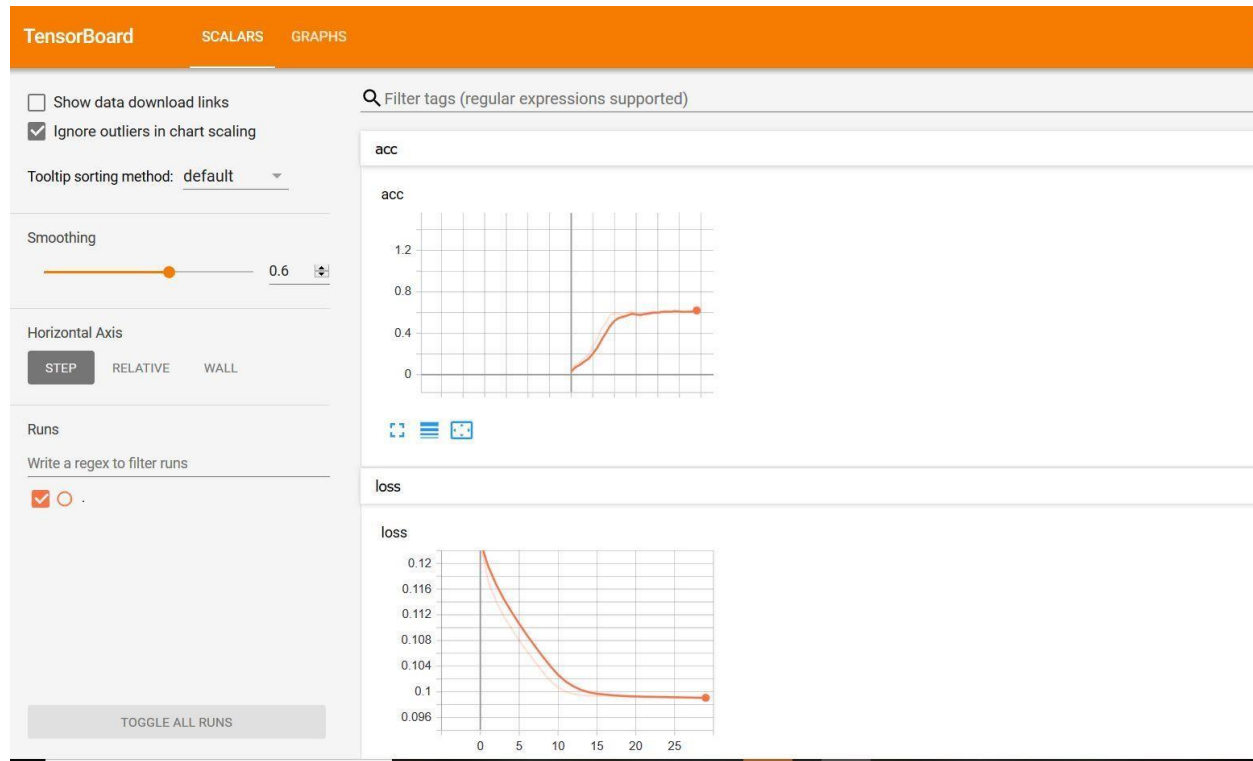 TensorBoard SCALARS GRAPHS
Show data download links
Ignore outliers in chart scaling
Tooltip sorting method: default
Smoothing
0.6
Horizontal Axis
STEP RELATIVE WALL
Runs
Write a regex to filter runs
.
TOGGLE ALL RUNS
Filter tags (regular expressions supported)
acc
acc
1.2
0.8
0.4
0
loss
loss
0.12
0.116
0.112
0.108
0.104
0.1
0.096
0 5 10 15 20 25